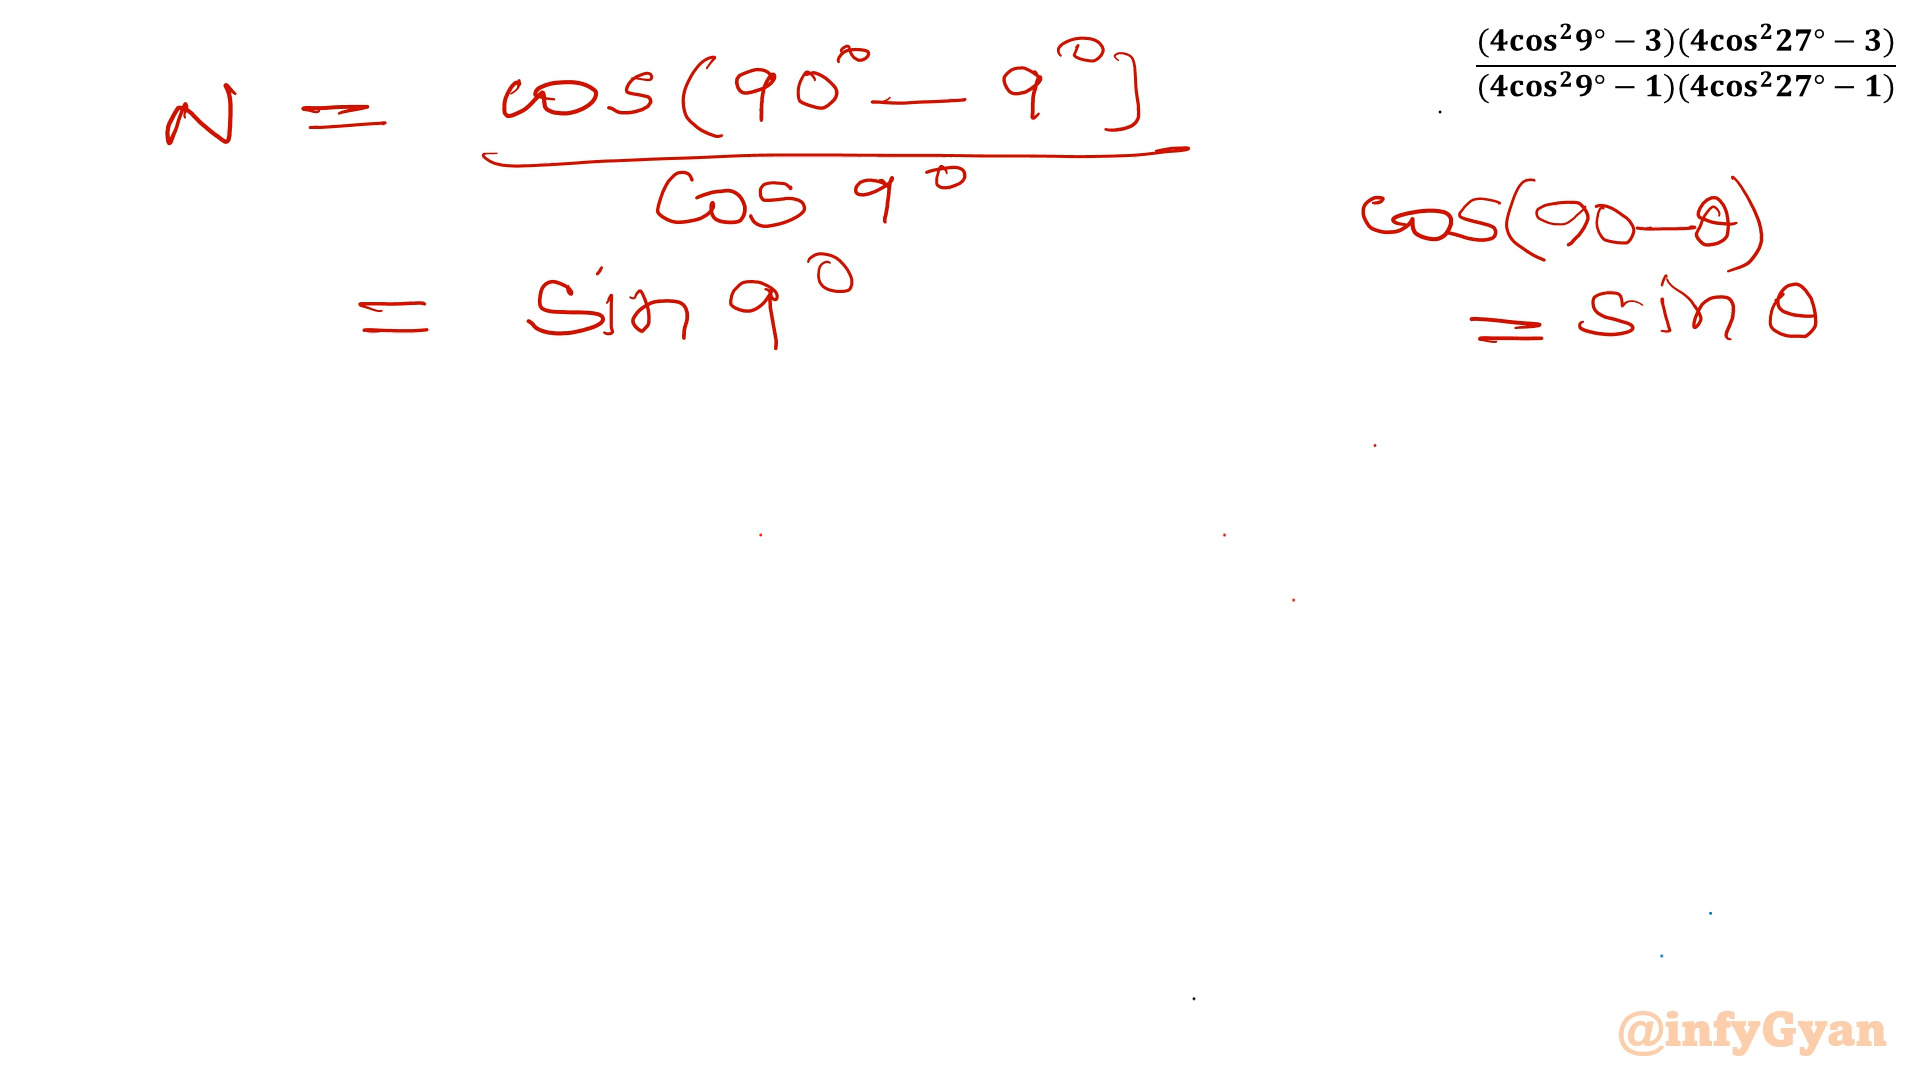 (4cos²9° − 3)(4cos²27° − 3)
(4cos²9° − 1)(4cos²27° − 1)
N = cos(90° − 9°)
cos 9°
= sin 9°
cos(90 − θ)
= sin θ
@infyGyan